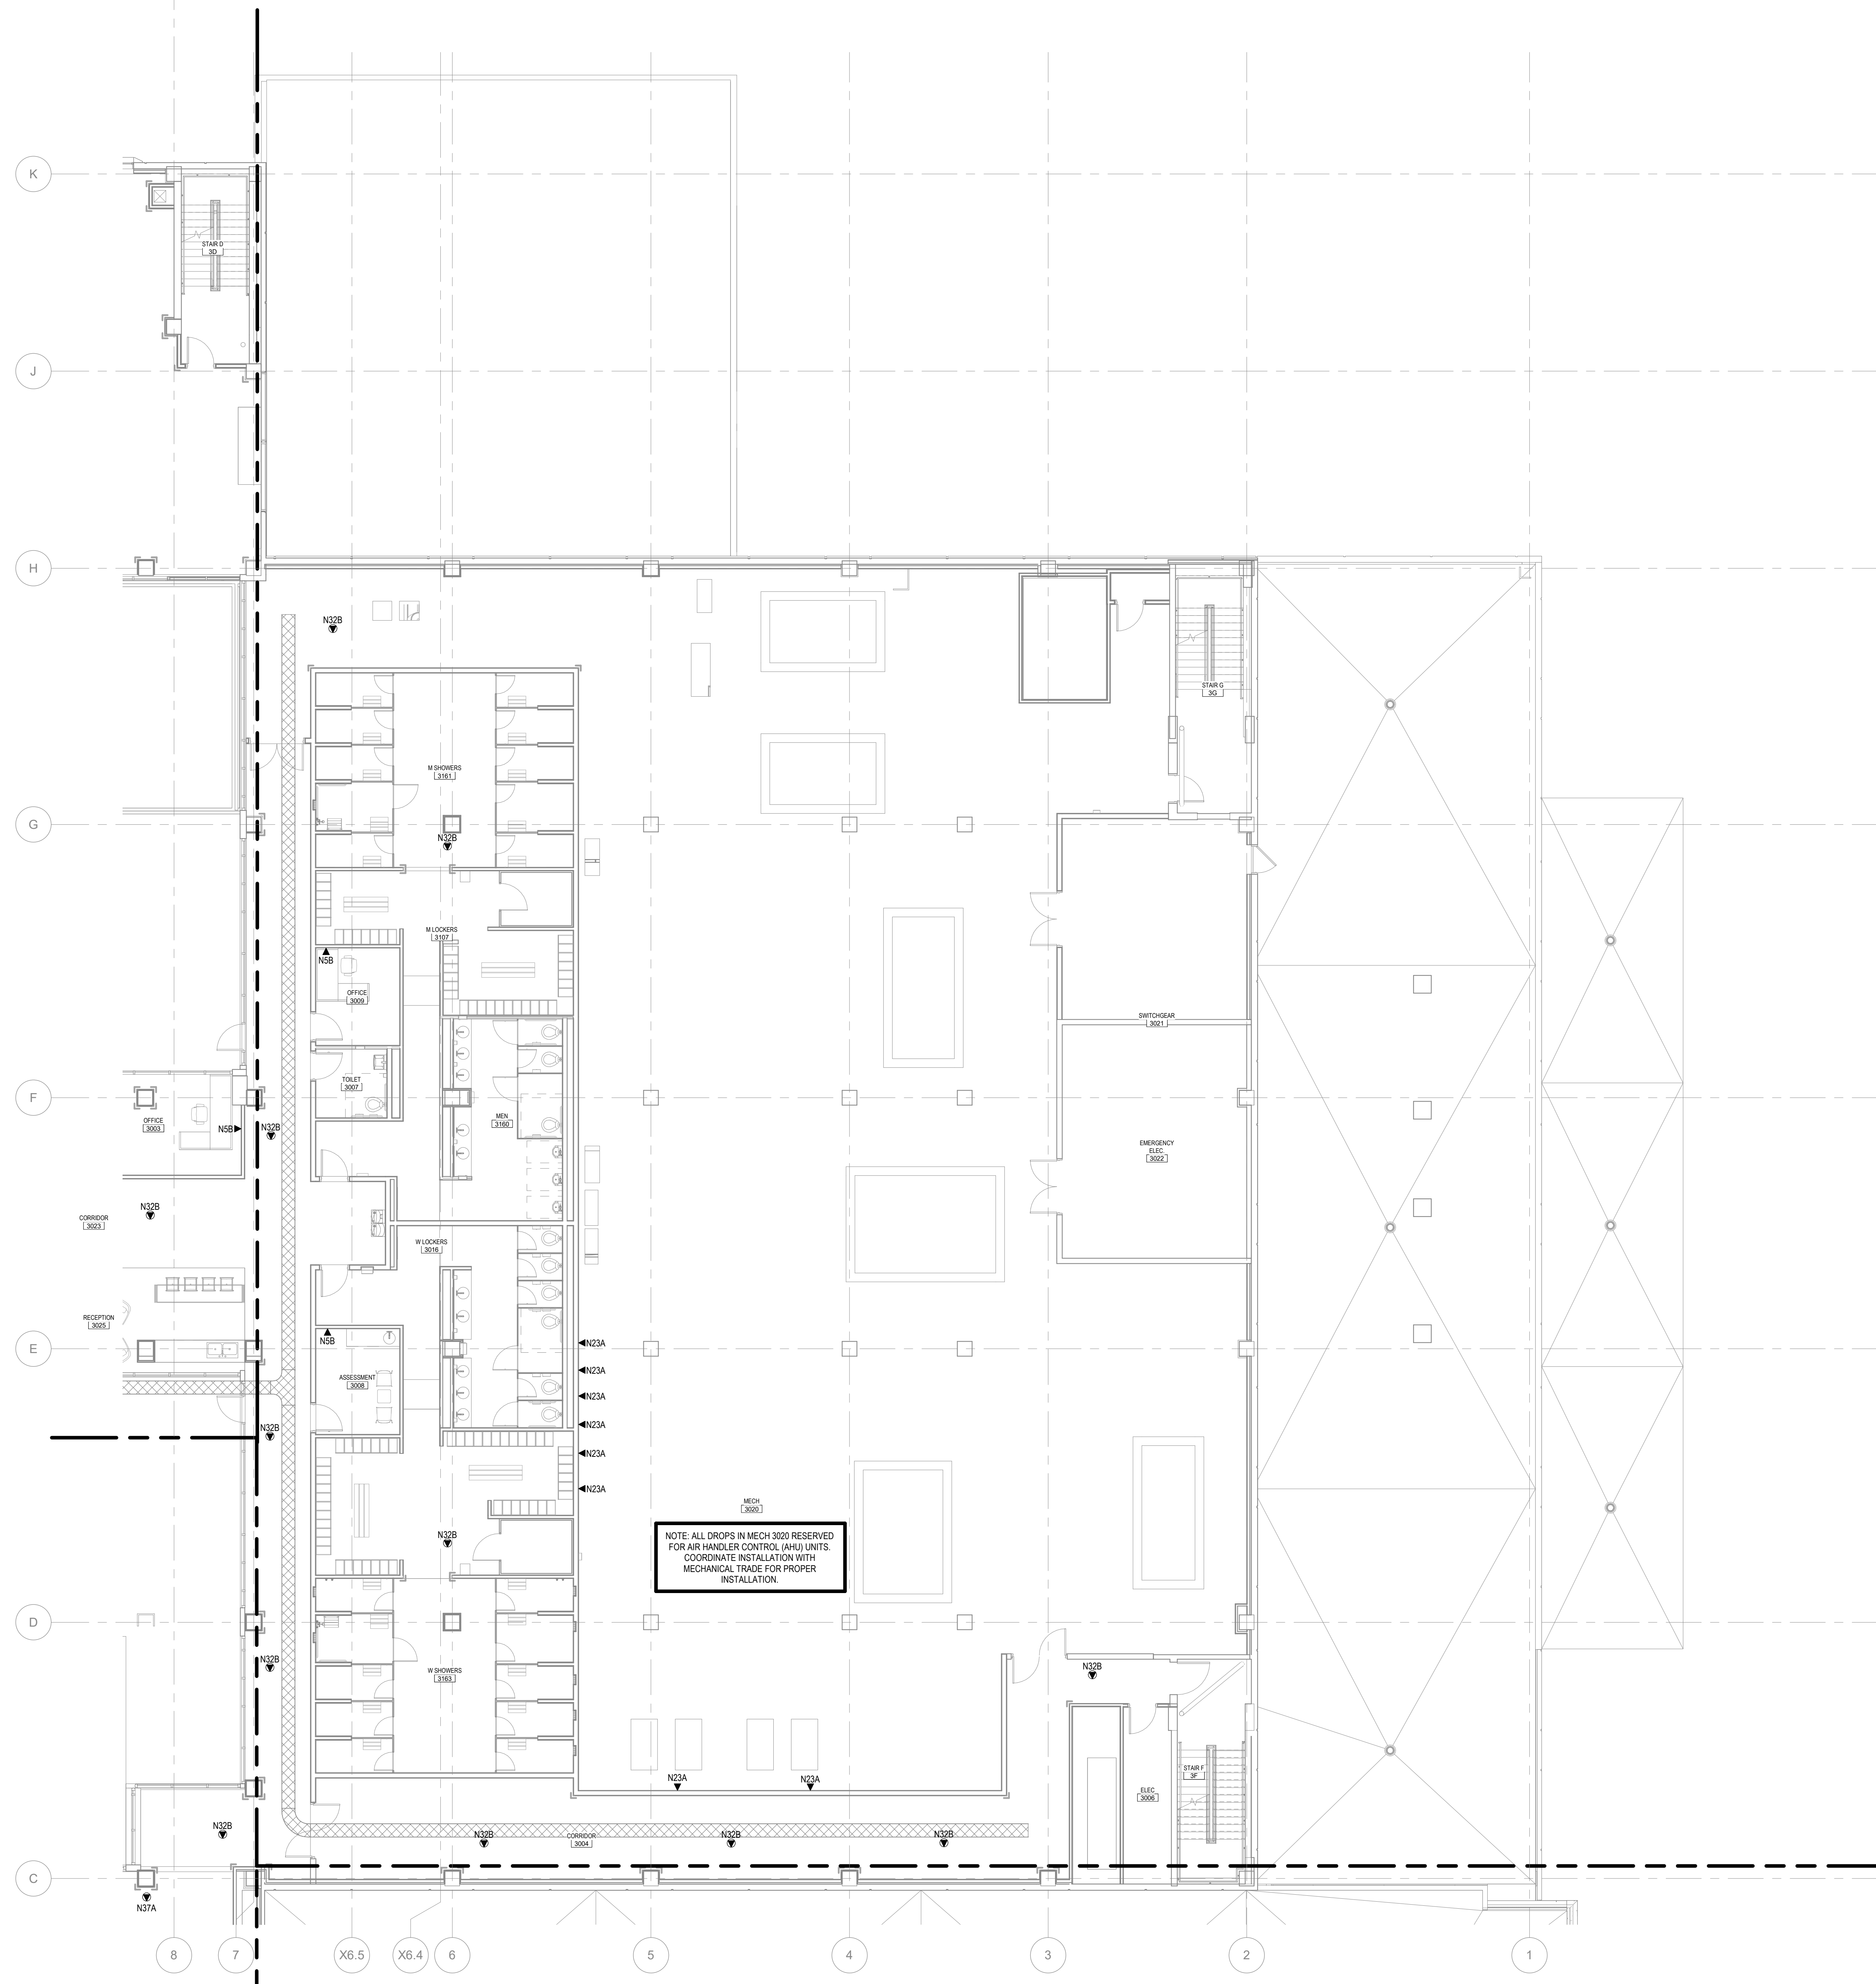 K
STAIR D
3D
J
H
N32B
STAIR G
3G
M SHOWERS
3161
G
N32B
M LOCKERS
3107
N5B
OFFICE
3009
SWITCHGEAR
3021
TOILET
3007
F
MEN
3160
OFFICE
3003
N5B
N32B
EMERGENCY
ELEC
3022
N32B
CORRIDOR
3023
W LOCKERS
3016
RECEPTION
3025
N5B
E
N23A
N23A
ASSESSMENT
3008
N23A
N32B
N23A
N23A
N23A
MECH
3020
N32B
NOTE: ALL DROPS IN MECH 3020 RESERVED
FOR AIR HANDLER CONTROL (AHU) UNITS.
COORDINATE INSTALLATION WITH
MECHANICAL TRADE FOR PROPER
INSTALLATION.
D
N32B
W SHOWERS
3163
N32B
STAIR F
3F
N23A
N23A
ELEC
3006
N32B
N32B
CORRIDOR
3004
N32B
N32B
C
N37A
8
7
X6.5
X6.4
6
5
4
3
2
1